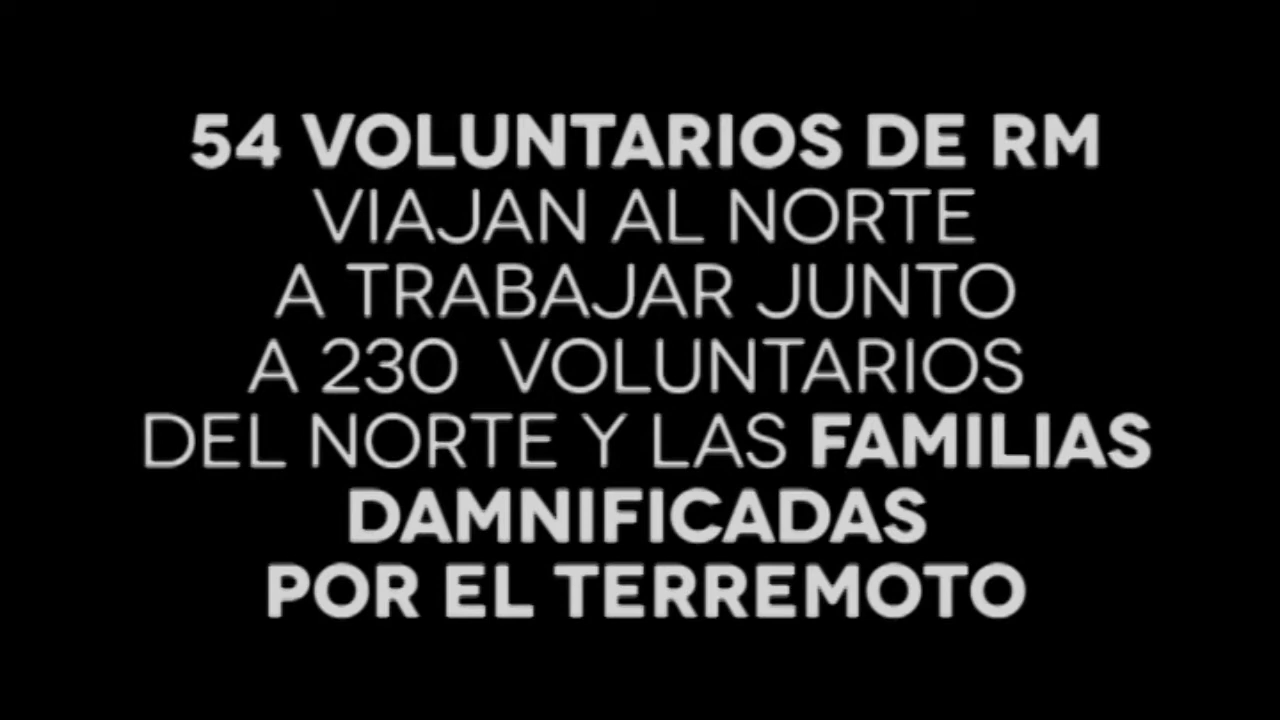 54 VOLUNTARIOS DE RM
VIAJAN AL NORTE
A TRABAJAR JUNTO
A 230 VOLUNTARIOS
DEL NORTE Y LAS FAMILIAS
DAMNIFICADAS
POR EL TERREMOTO